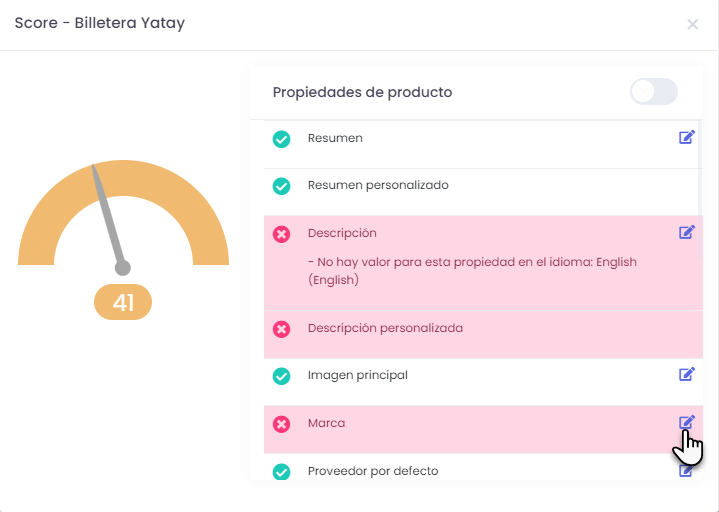 Score - Billetera Yatay
Propiedades de producto
Resumen
Resumen personalizado
Descripción
- No hay valor para esta propiedad en el idioma: English
(English)
Descripción personalizada
Imagen principal
41
Marca
Proveedor por defecto